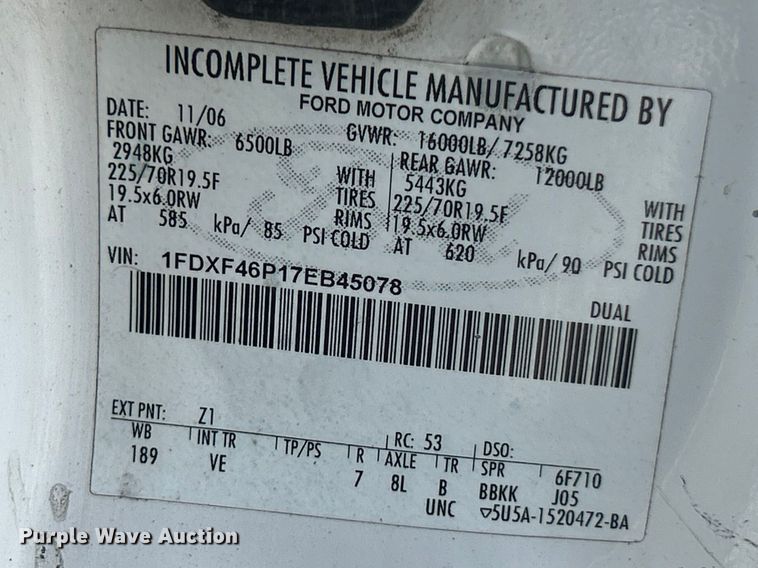 INCOMPLETE VEHICLE MANUFACTURED BY
FORD MOTOR COMPANY
DATE: 11/06 GVWR: 16000LB/ 7258KG
FRONT GAWR: 6500LB REAR GAWR: 12000LB
2948KG WITH 5443KG WITH
225/70R19.5F TIRES 225/70R19.5F TIRES
19.5x6.0RW RIMS 19.5x6.0RW RIMS
AT 585 kPa/ 85 PSI COLD AT 620 kPa/ 90 PSI COLD
VIN: 1FDXF46P17EB45078
DUAL
EXT PNT: Z1 RC: 53 DSO:
WB INT TR TP/PS R AXLE TR SPR 6F710
189 VE 7 8L B BBKK J05
UNC ▽5U5A-1520472-BA
Purple Wave Auction